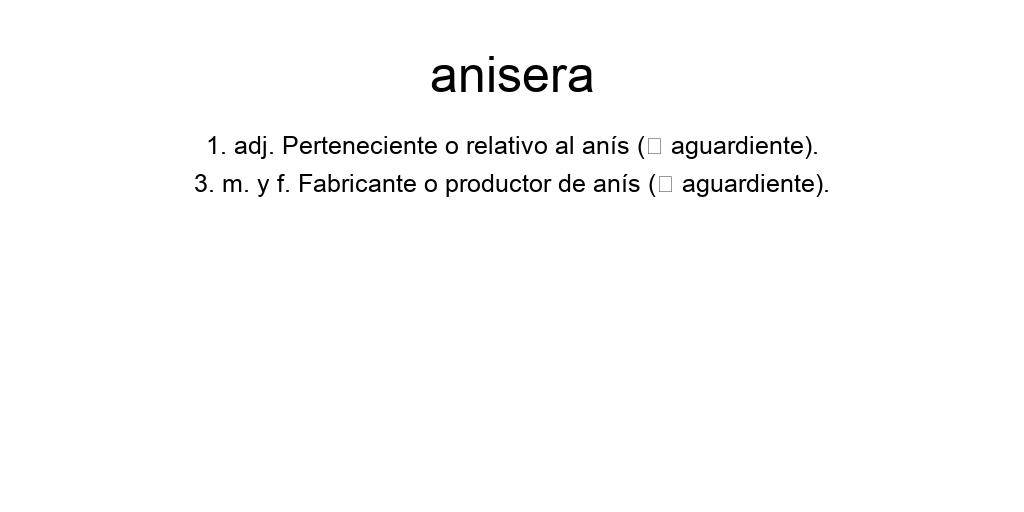 anisera
1. adj. Perteneciente o relativo al anís (□ aguardiente).
3. m. y f. Fabricante o productor de anís (□ aguardiente).